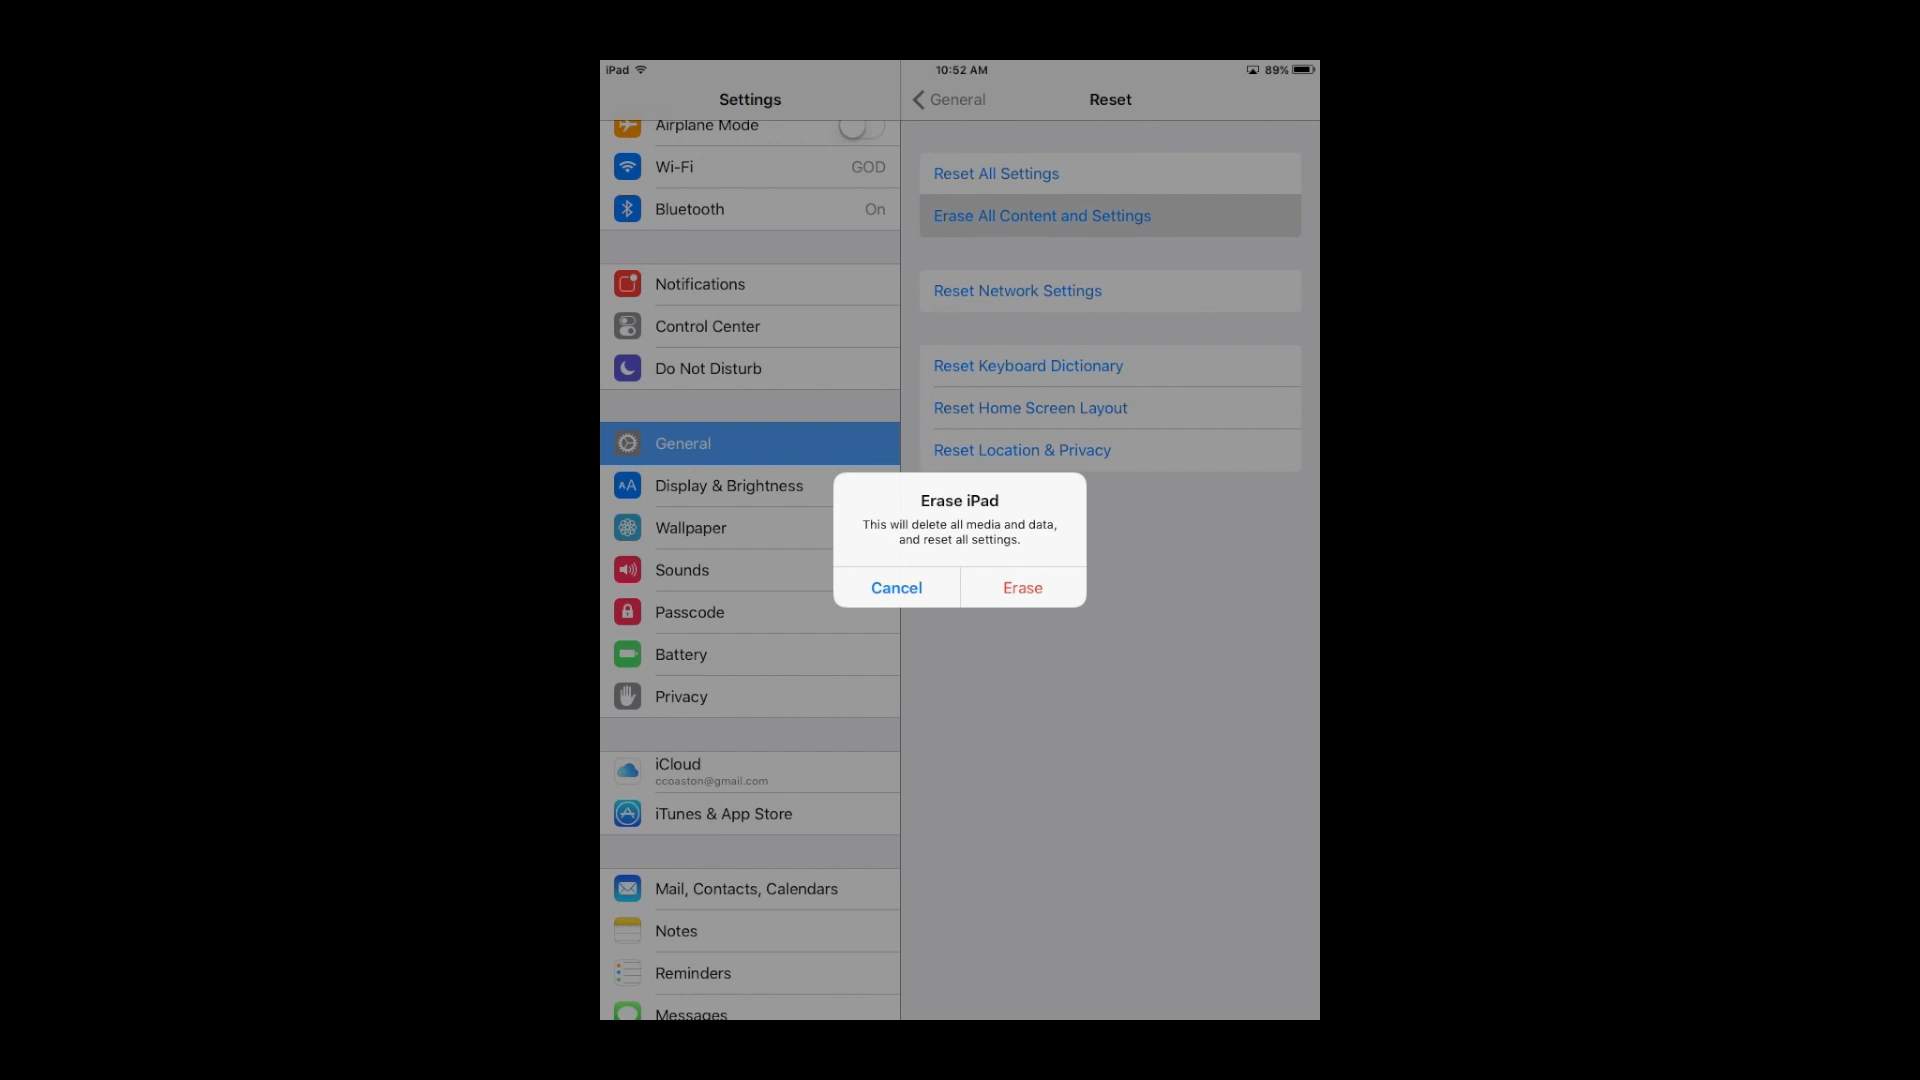 iPad
10:52 AM
89%
Settings
General
Reset
Airplane Mode
Wi-Fi GOD
Bluetooth On
Notifications
Control Center
Do Not Disturb
General
AA Display & Brightness
Wallpaper
Sounds
Passcode
Battery
Privacy
iCloud
ccoaston@gmail.com
iTunes & App Store
Mail, Contacts, Calendars
Notes
Reminders
Messages
Reset All Settings
Erase All Content and Settings
Reset Network Settings
Reset Keyboard Dictionary
Reset Home Screen Layout
Reset Location & Privacy
Erase iPad
This will delete all media and data,
and reset all settings.
Cancel Erase